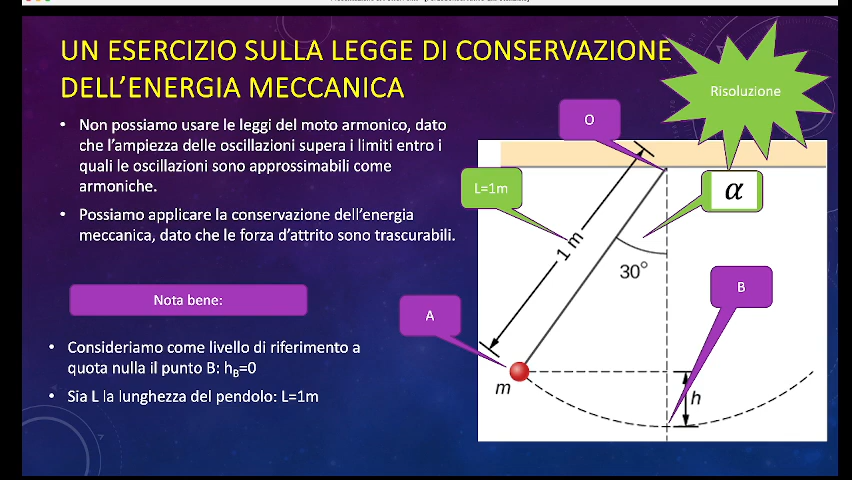 UN ESERCIZIO SULLA LEGGE DI CONSERVAZIONE
DELL'ENERGIA MECCANICA
Risoluzione
• Non possiamo usare le leggi del moto armonico, dato
che l'ampiezza delle oscillazioni supera i limiti entro i
quali le oscillazioni sono approssimabili come
armoniche.
• Possiamo applicare la conservazione dell'energia
meccanica, dato che le forza d'attrito sono trascurabili.
Nota bene:
• Consideriamo come livello di riferimento a
quota nulla il punto B: hB=0
• Sia L la lunghezza del pendolo: L=1m
O
L=1m
α
1 m
30°
B
A
m
h